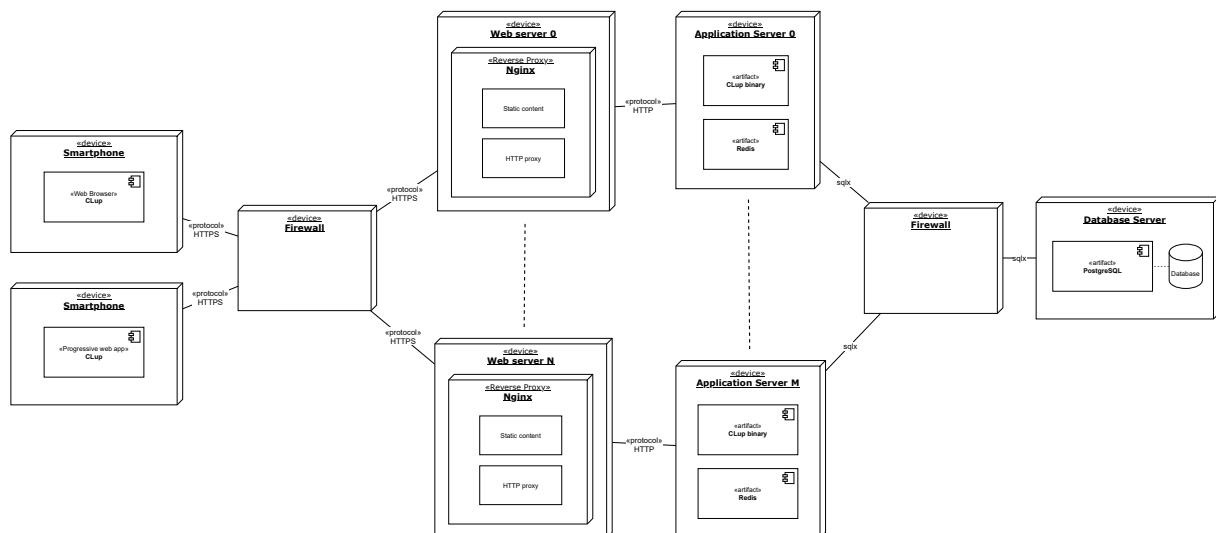 «device»
Smartphone
«Web Browser»
CLup
«device»
Smartphone
«Progressive web app»
CLup
«protocol»
HTTPS
«protocol»
HTTPS
«device»
Firewall
«protocol»
HTTPS
«protocol»
HTTPS
«device»
Web server 0
«Reverse Proxy»
Nginx
Static content
HTTP proxy
«device»
Web server N
«Reverse Proxy»
Nginx
Static content
HTTP proxy
«protocol»
HTTP
«protocol»
HTTP
«device»
Application Server 0
«artifact»
CLup binary
«artifact»
Redis
«device»
Application Server M
«artifact»
CLup binary
«artifact»
Redis
sqlx
sqlx
«device»
Firewall
sqlx
«device»
Database Server
«artifact»
PostgreSQL
Database